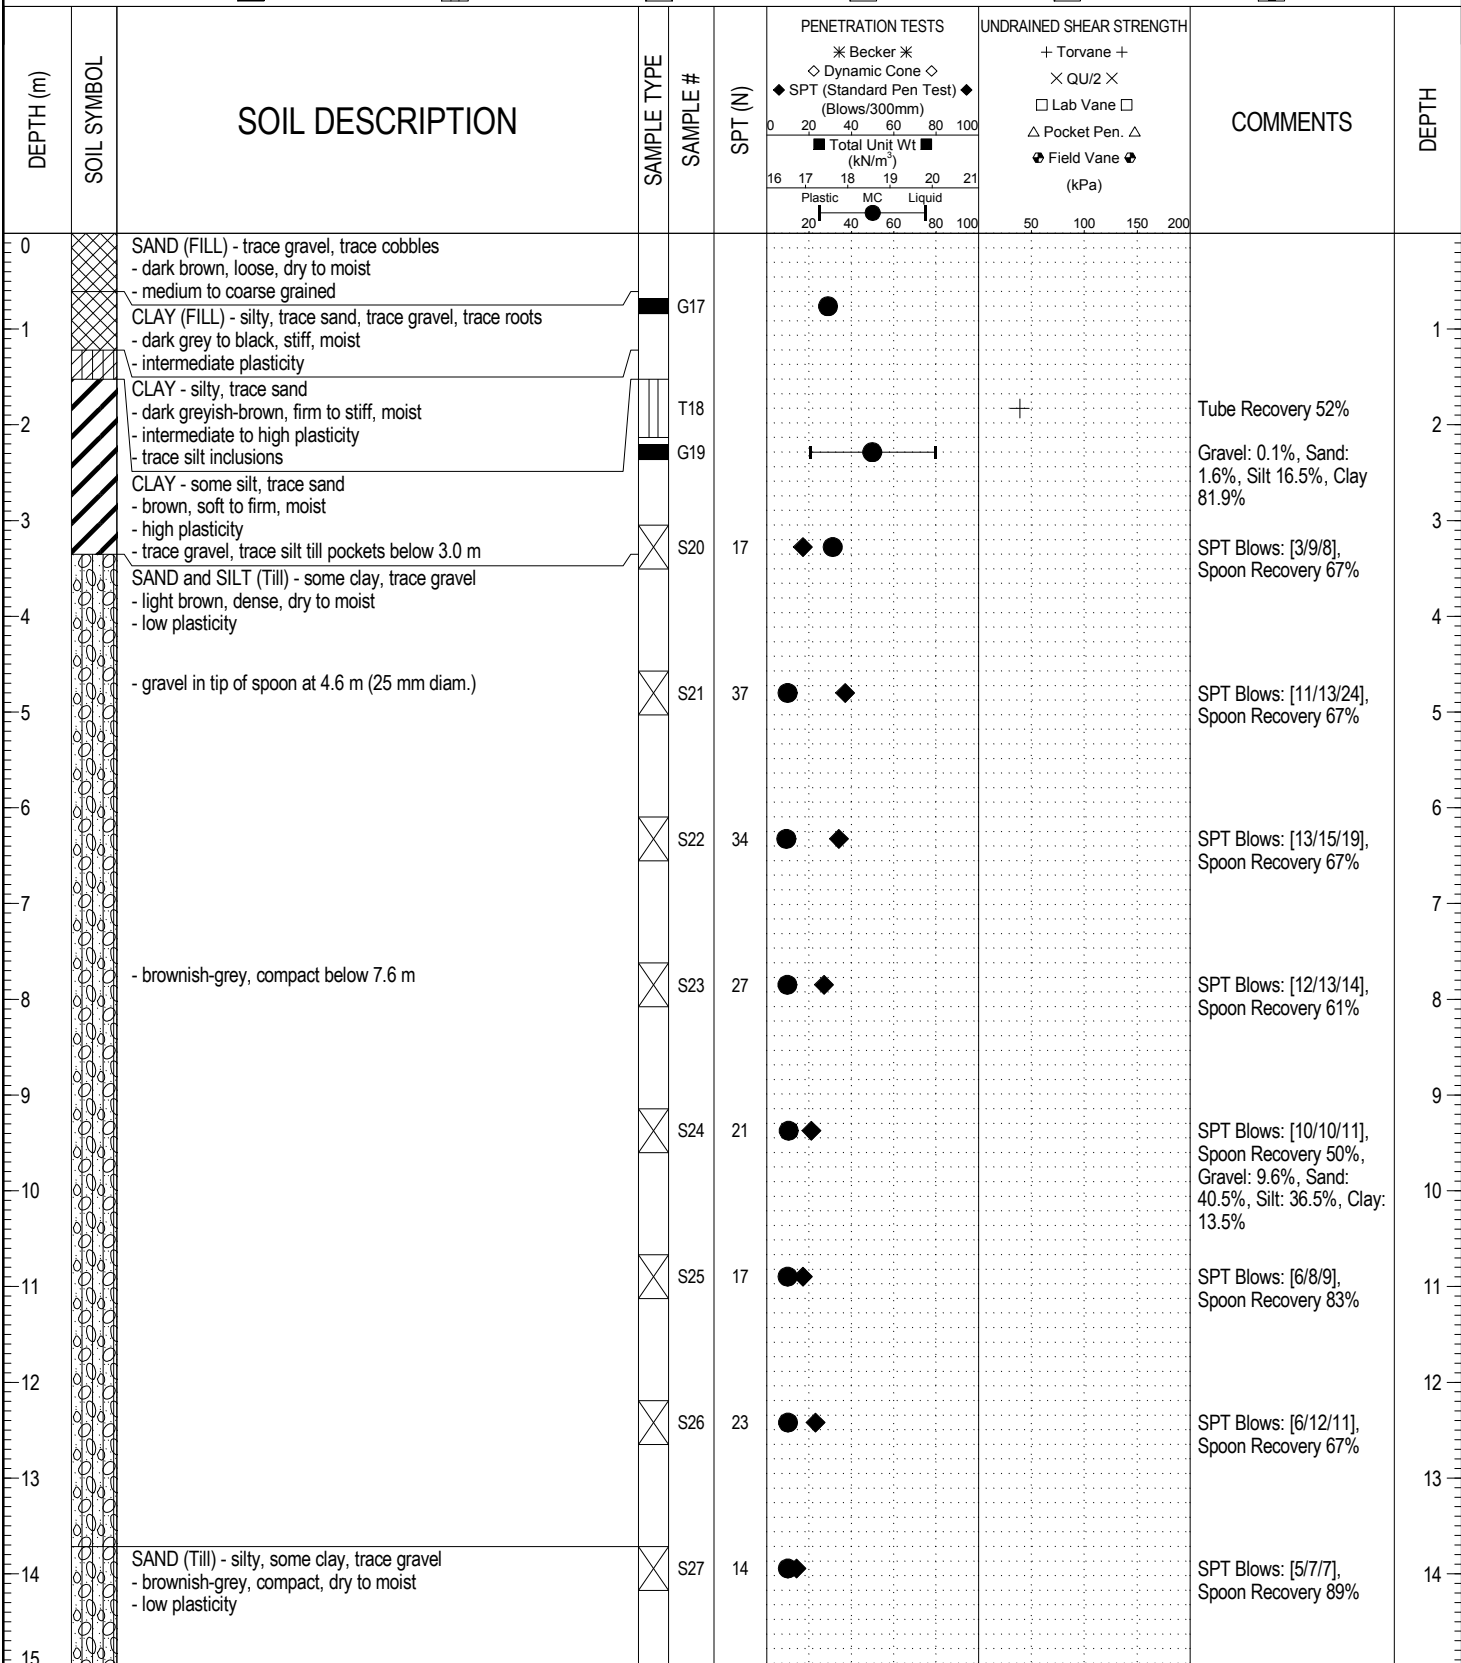 DEPTH (m)
SOIL SYMBOL
SOIL DESCRIPTION
SAMPLE TYPE
SAMPLE #
SPT (N)
PENETRATION TESTS
✳ Becker ✳
◇ Dynamic Cone ◇
◆ SPT (Standard Pen Test) ◆
(Blows/300mm)
0 20 40 60 80 100
■ Total Unit Wt ■
(kN/m³)
16 17 18 19 20 21
Plastic MC Liquid
20 40 60 80 100
UNDRAINED SHEAR STRENGTH
+ Torvane +
× QU/2 ×
□ Lab Vane □
△ Pocket Pen. △
Field Vane
(kPa)
50 100 150 200
COMMENTS
DEPTH
0
SAND (FILL) - trace gravel, trace cobbles
- dark brown, loose, dry to moist
- medium to coarse grained
G17
CLAY (FILL) - silty, trace sand, trace gravel, trace roots
1
1
- dark grey to black, stiff, moist
- intermediate plasticity
CLAY - silty, trace sand
- dark greyish-brown, firm to stiff, moist
T18
Tube Recovery 52%
2
2
- intermediate to high plasticity
- trace silt inclusions
G19
Gravel: 0.1%, Sand:
1.6%, Silt 16.5%, Clay
81.9%
CLAY - some silt, trace sand
- brown, soft to firm, moist
3
3
- high plasticity
- trace gravel, trace silt till pockets below 3.0 m
S20
17
SPT Blows: [3/9/8],
Spoon Recovery 67%
SAND and SILT (Till) - some clay, trace gravel
- light brown, dense, dry to moist
- low plasticity
4
4
- gravel in tip of spoon at 4.6 m (25 mm diam.)
S21
37
SPT Blows: [11/13/24],
Spoon Recovery 67%
5
5
6
6
S22
34
SPT Blows: [13/15/19],
Spoon Recovery 67%
7
7
- brownish-grey, compact below 7.6 m
S23
27
SPT Blows: [12/13/14],
Spoon Recovery 61%
8
8
9
9
S24
21
SPT Blows: [10/10/11],
Spoon Recovery 50%,
Gravel: 9.6%, Sand:
40.5%, Silt: 36.5%, Clay:
13.5%
10
10
S25
17
SPT Blows: [6/8/9],
Spoon Recovery 83%
11
11
12
12
S26
23
SPT Blows: [6/12/11],
Spoon Recovery 67%
13
13
SAND (Till) - silty, some clay, trace gravel
- brownish-grey, compact, dry to moist
- low plasticity
S27
14
SPT Blows: [5/7/7],
Spoon Recovery 89%
14
14
15